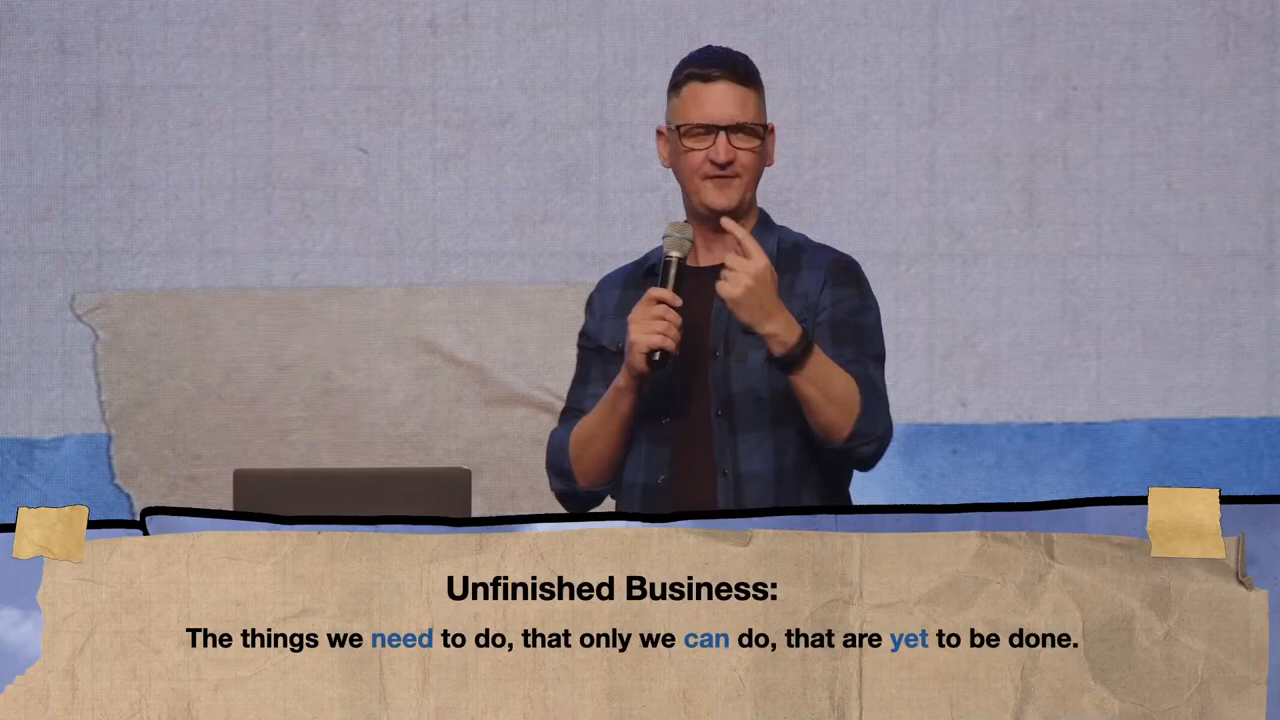 Unfinished Business:
The things we need to do, that only we can do, that are yet to be done.